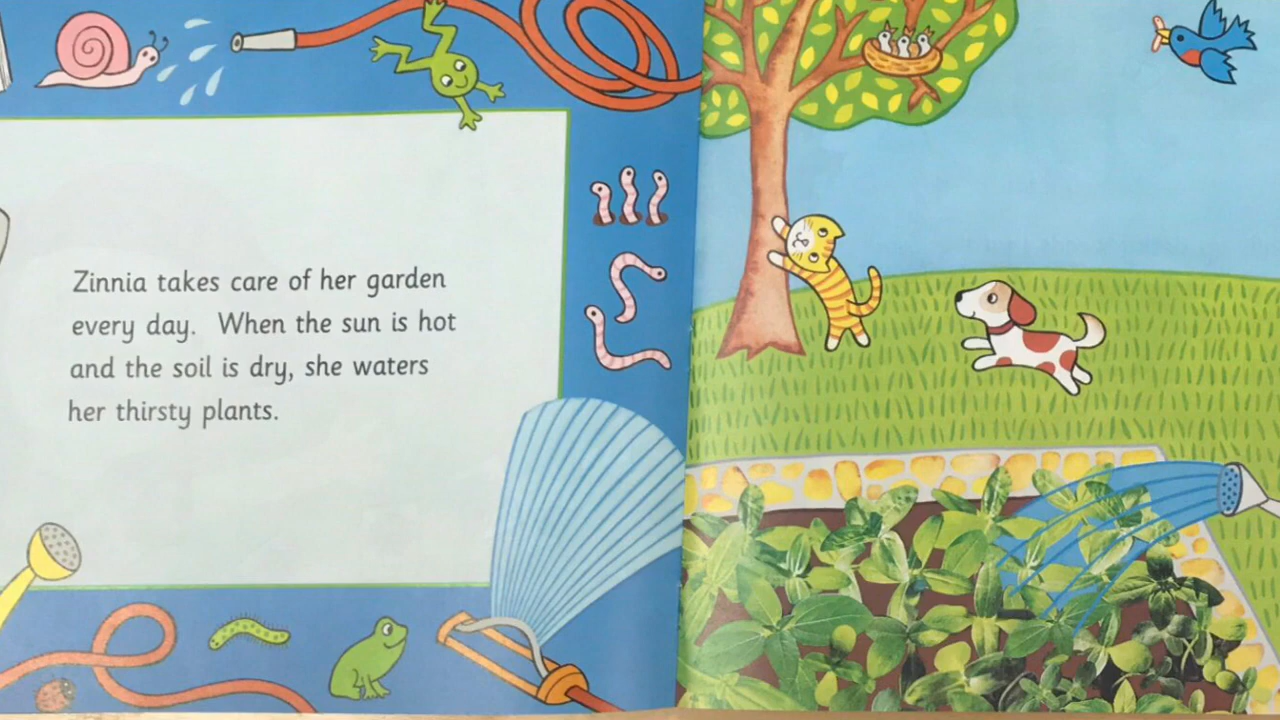 Zinnia takes care of her garden
every day. When the sun is hot
and the soil is dry, she waters
her thirsty plants.